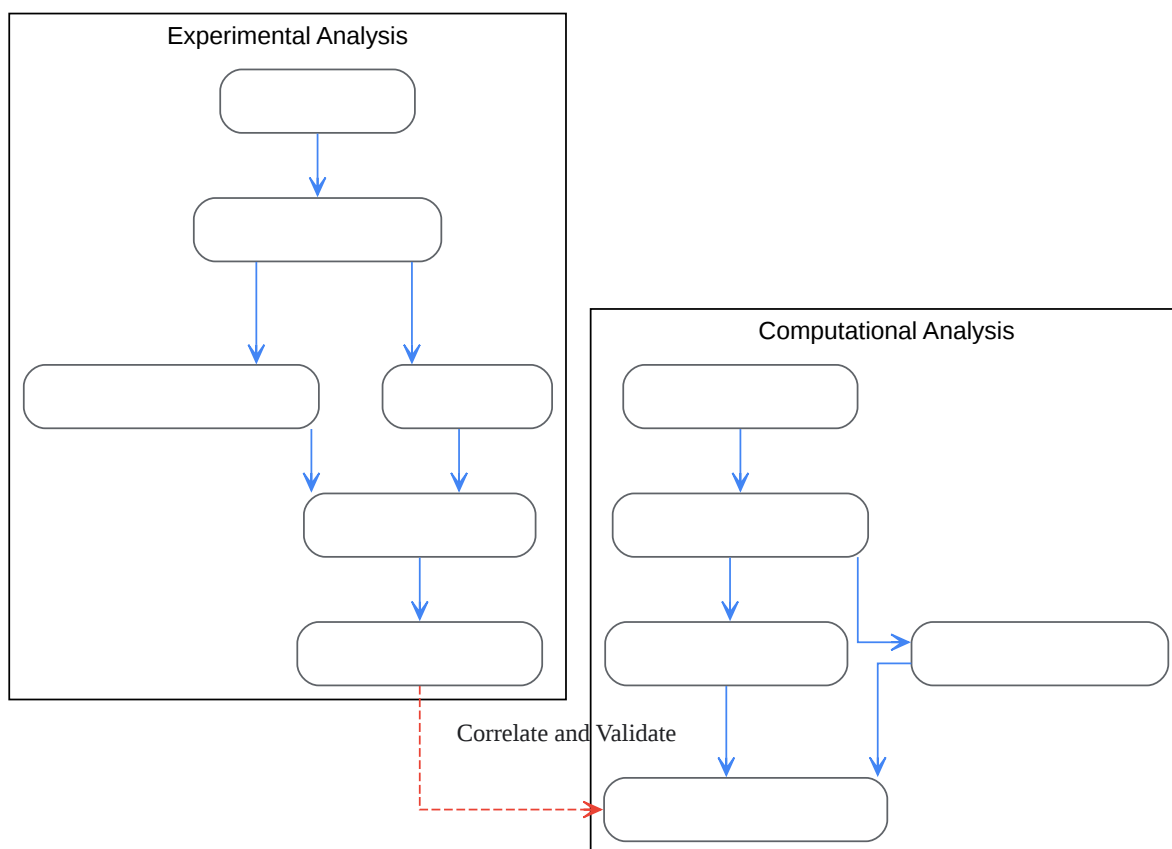 Experimental Analysis
Computational Analysis
Correlate and Validate